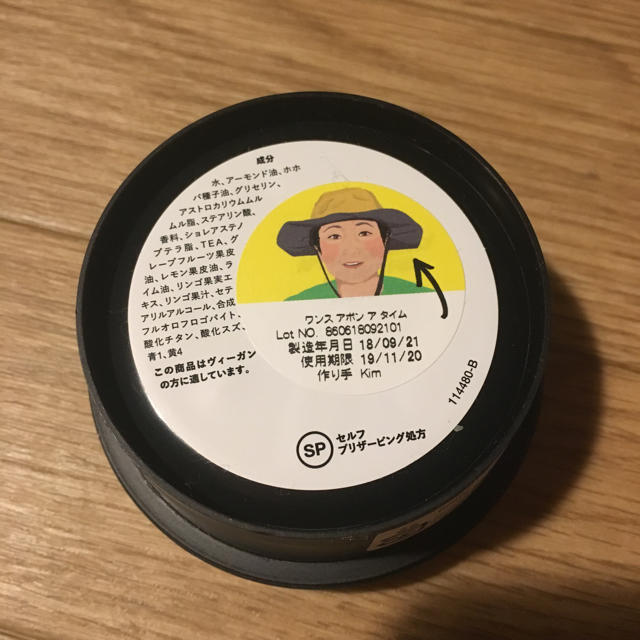 成分
水、アーモンド油、ホホ
バ種子油、グリセリン、
アストロカリウムムル
ムル脂、ステアリン酸、
香料、ショレアステノ
プテラ脂、TEA、グ
レープフルーツ果皮
油、レモン果皮油、ラ
イム油、リンゴ果実エ
キス、リンゴ果汁、セテ
アリルアルコール、合成
フルオロフロゴパイト、
酸化チタン、酸化スズ、
青1、黄4
この商品はヴィーガン
の方に適しています。
ワンス アポン ア タイム
Lot NO. 860618092101
製造年月日 18/09/21
使用期限 19/11/20
作り手 Kim
114480-B
SP セルフ
プリザービング処方